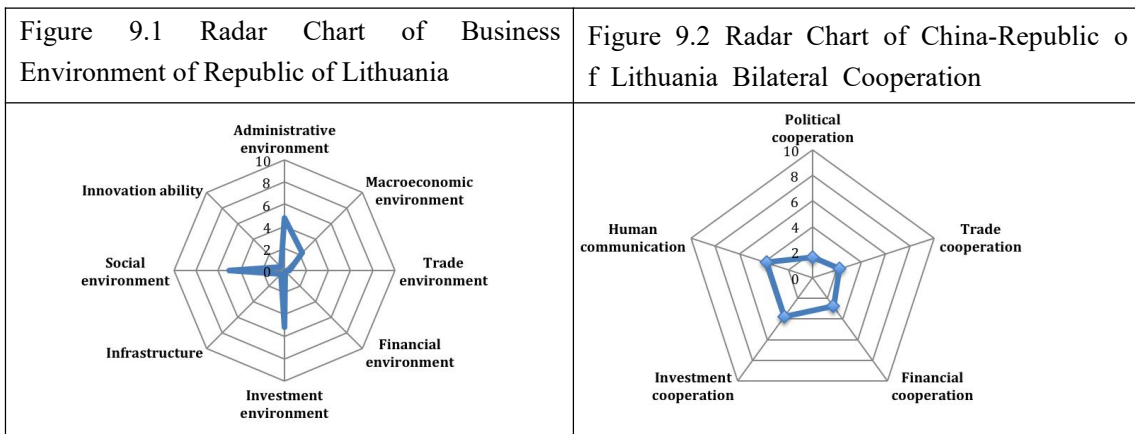 Figure 9.1 Radar Chart of Business
Environment of Republic of Lithuania
Figure 9.2 Radar Chart of China-Republic o
f Lithuania Bilateral Cooperation
Administrative
environment
10
8
6
4
2
0
Macroeconomic
environment
Trade
environment
Financial
environment
Investment
environment
Infrastructure
Social
environment
Innovation ability
Political
cooperation
10
8
6
4
2
0
Trade
cooperation
Financial
cooperation
Investment
cooperation
Human
communication